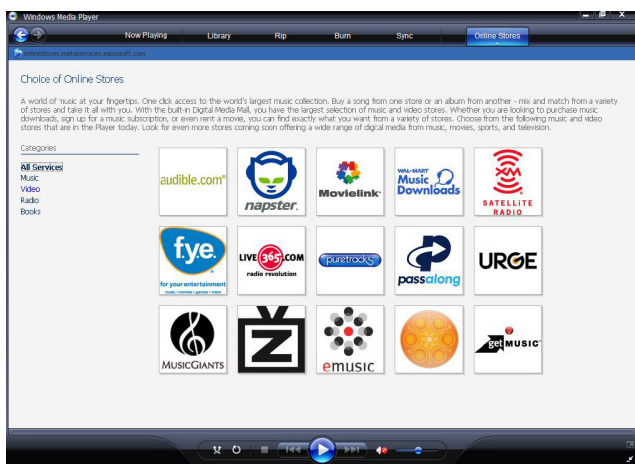 Windows Media Player
Now Playing Library Rip Burn Sync Online Stores
onlinestores.metaservices.microsoft.com
Choice of Online Stores
A world of music at your fingertips. One click access to the world's largest music collection. Buy a song from one store or an album from another - mix and match from a variety
of stores and take it all with you. With the built-in Digital Media Mall, you have the largest selection of music and video stores. Whether you are looking to purchase music
downloads, sign up for a music subscription, or even rent a movie, you can find exactly what you want from a variety of stores. Choose from the following music and video
stores that are in the Player today. Look for even more stores coming soon offering a wide range of digital media from music, movies, sports, and television.
Categories
All Services
Music
Video
Radio
Books
audible.com®
napster.
Movielink
WAL-MART
Music
Downloads
XM
SATELLITE
RADIO
f.y.e.
for your entertainment
music • movies • games • more
LIVE 365.COM
radio revolution
puretracks
passalong
URGE
MUSICGIANTS
Z
emusic
get MUSIC